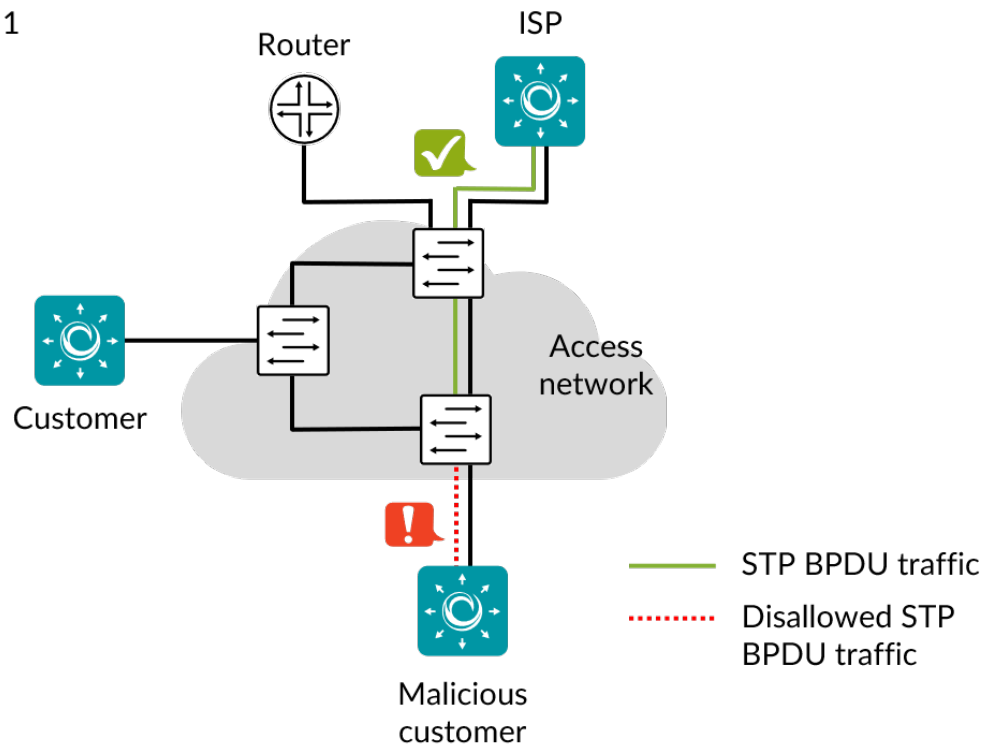 1
ISP
Router
Access
network
Customer
STP BPDU traffic
Disallowed STP
BPDU traffic
Malicious
customer